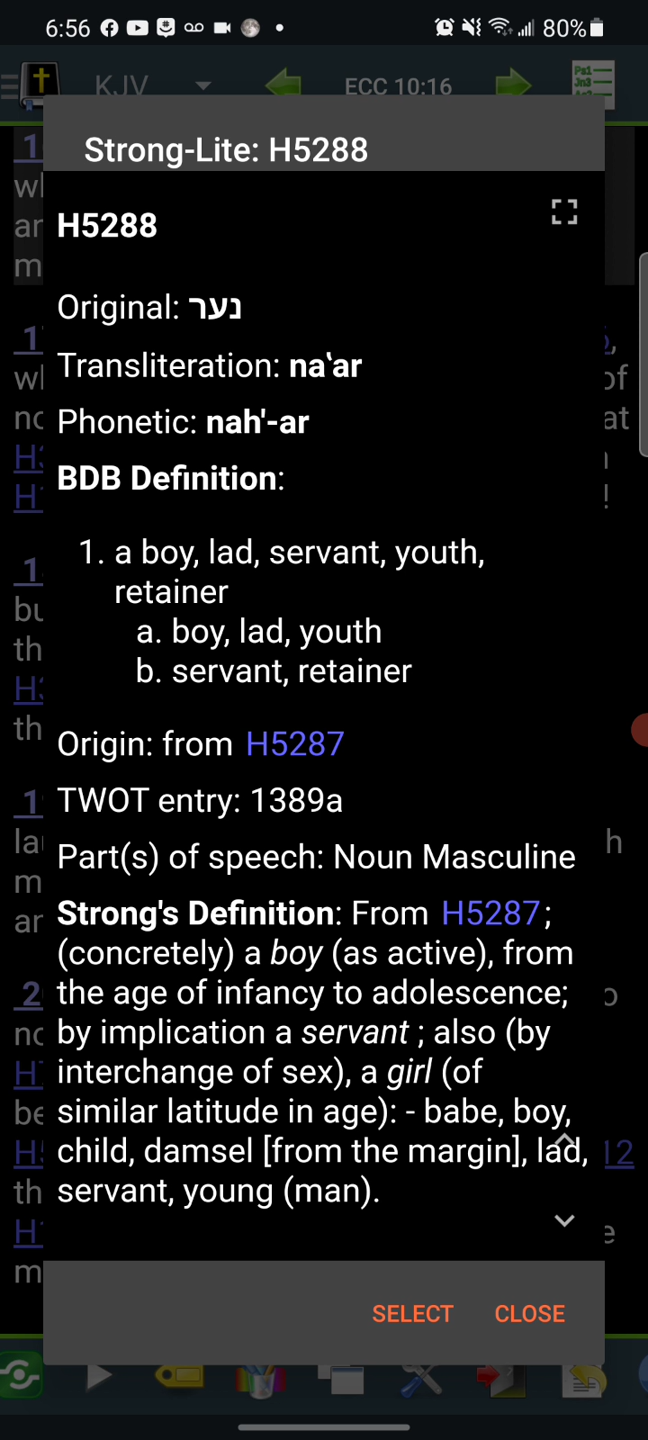 6:56
80%
KJV
ECC 10:16
Ps1
Jn3
Strong-Lite: H5288
H5288
Original: נער
Transliteration: na‛ar
Phonetic: nah'-ar
BDB Definition:
1. a boy, lad, servant, youth,
retainer
a. boy, lad, youth
b. servant, retainer
Origin: from H5287
TWOT entry: 1389a
Part(s) of speech: Noun Masculine
Strong's Definition: From H5287;
(concretely) a boy (as active), from
the age of infancy to adolescence;
by implication a servant ; also (by
interchange of sex), a girl (of
similar latitude in age): - babe, boy,
child, damsel [from the margin], lad,
servant, young (man).
SELECT CLOSE